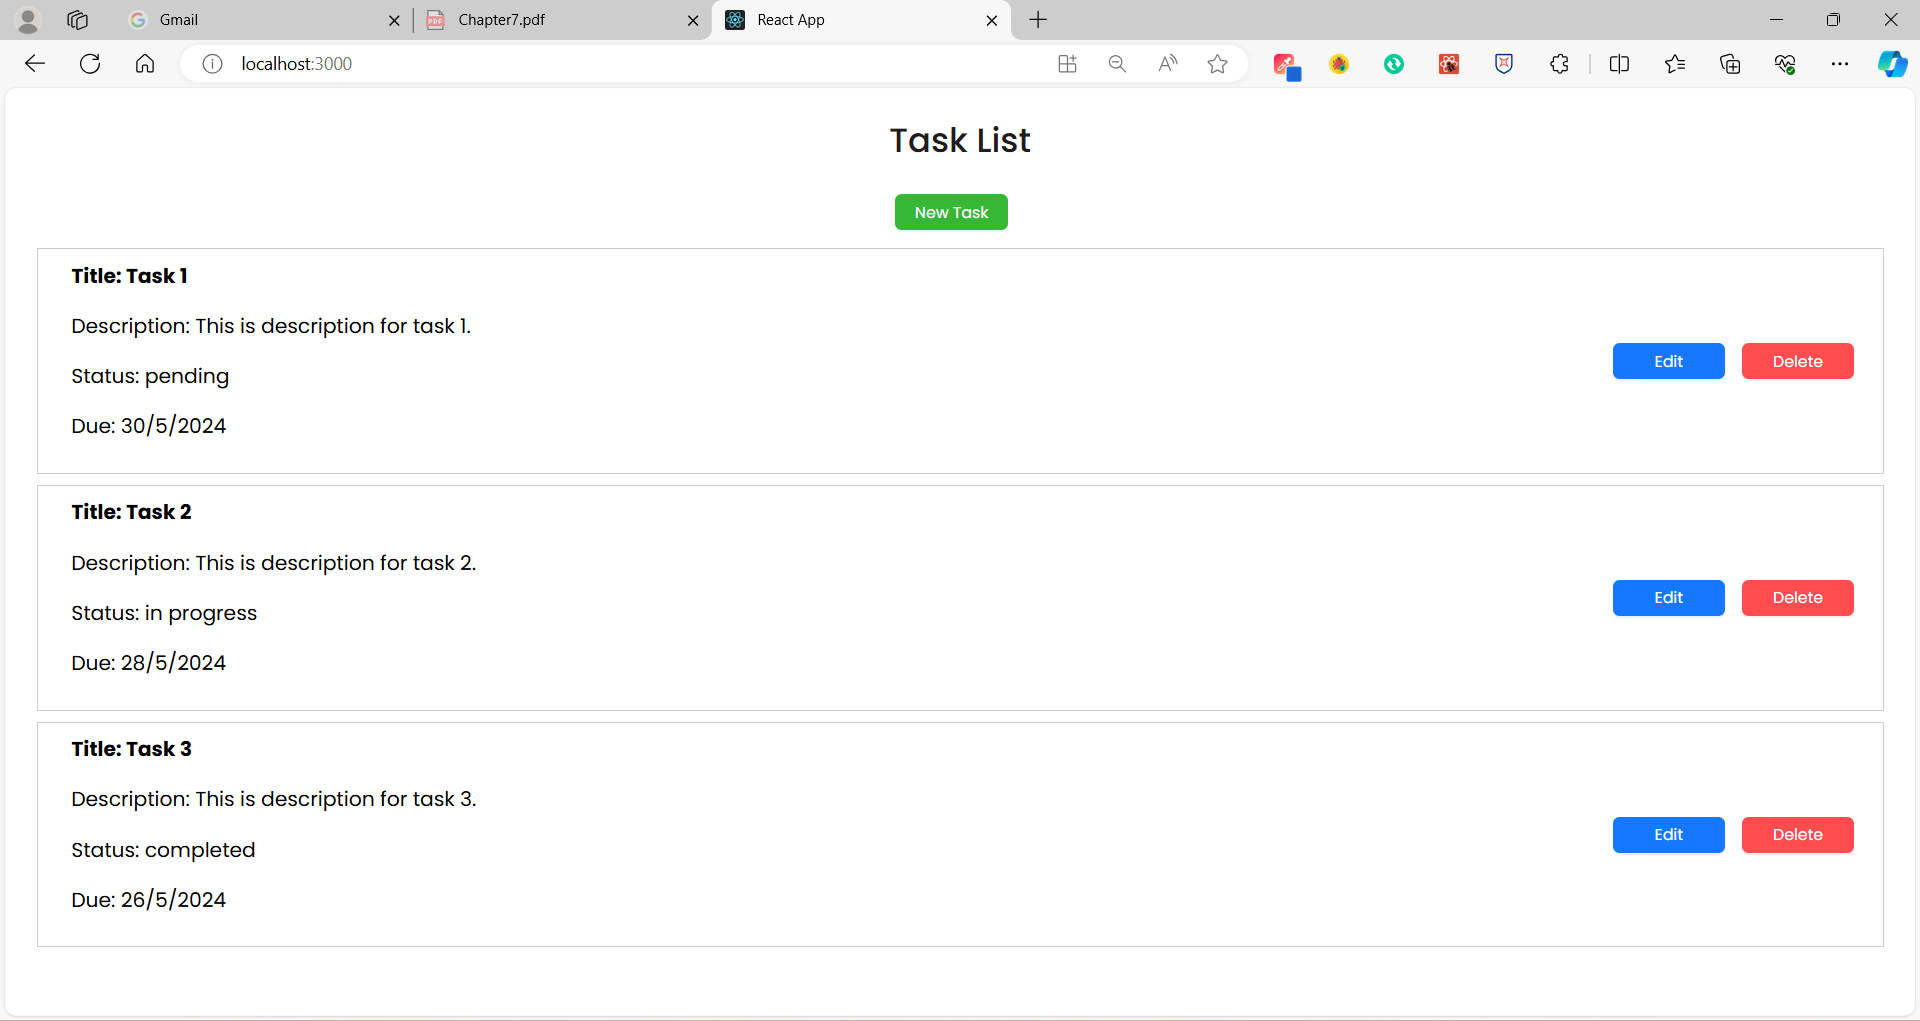 Gmail
Chapter7.pdf
React App
localhost:3000
Task List
New Task
Title: Task 1
Description: This is description for task 1.
Status: pending
Due: 30/5/2024
Edit
Delete
Title: Task 2
Description: This is description for task 2.
Status: in progress
Due: 28/5/2024
Edit
Delete
Title: Task 3
Description: This is description for task 3.
Status: completed
Due: 26/5/2024
Edit
Delete